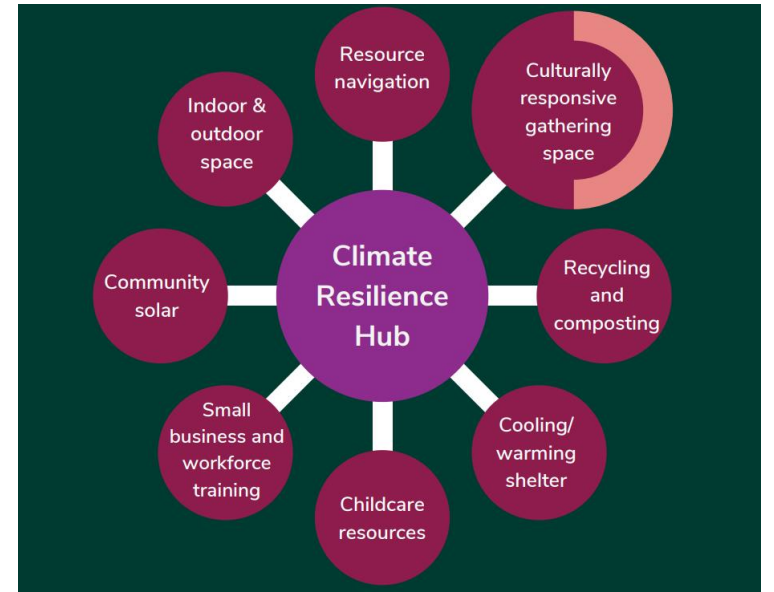 Resource
navigation
Culturally
responsive
gathering
space
Indoor &
outdoor
space
Climate
Resilience
Hub
Community
solar
Recycling
and
composting
Small
business and
workforce
training
Cooling/
warming
shelter
Childcare
resources